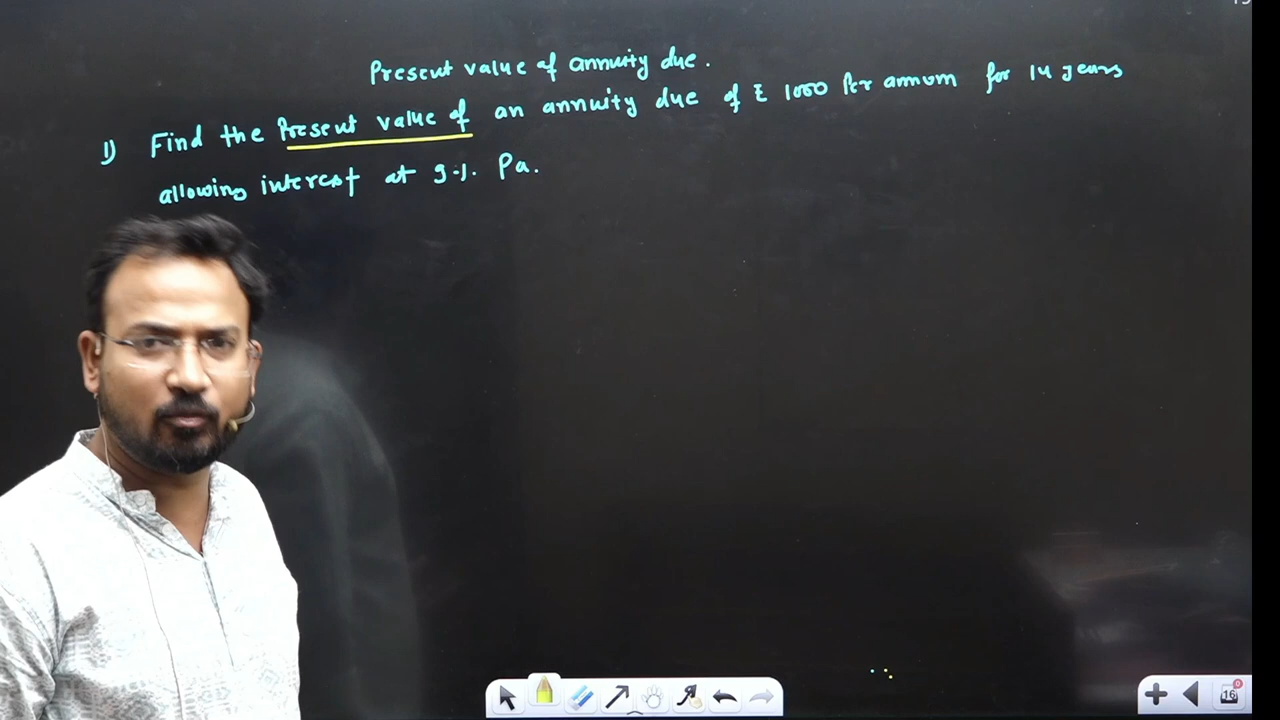 Present value of annuity due.
1) Find the Present value of an annuity due of ₹ 1000 Per annum for 14 years
allowing interest at 9%. Pa.
16